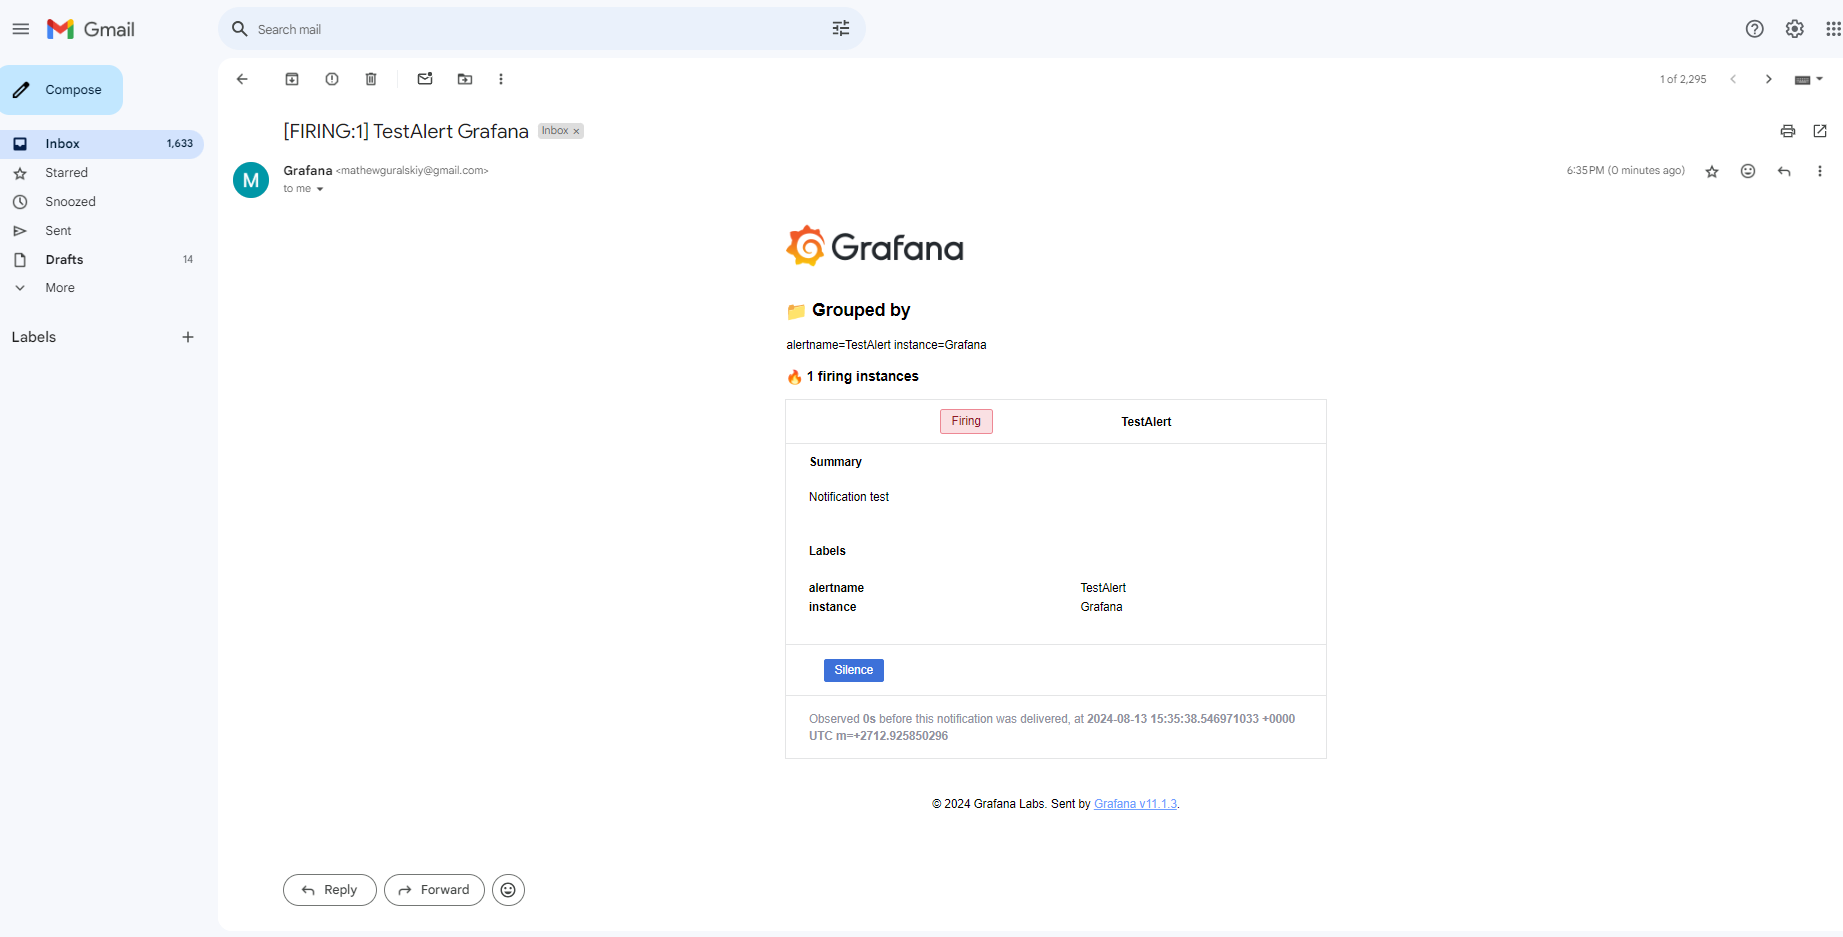 Gmail
Search mail
Compose
1 of 2,295
Inbox 1,633
Starred
Snoozed
Sent
Drafts 14
More
Labels
[FIRING:1] TestAlert Grafana Inbox ×
Grafana <mathewguralskiy@gmail.com> 6:35 PM (0 minutes ago)
to me
M
Grafana
Grouped by
alertname=TestAlert instance=Grafana
1 firing instances
Firing TestAlert
Summary
Notification test
Labels
alertname TestAlert
instance Grafana
Silence
Observed 0s before this notification was delivered, at 2024-08-13 15:35:38.546971033 +0000
UTC m=+2712.925850296
© 2024 Grafana Labs. Sent by Grafana v11.1.3.
Reply Forward